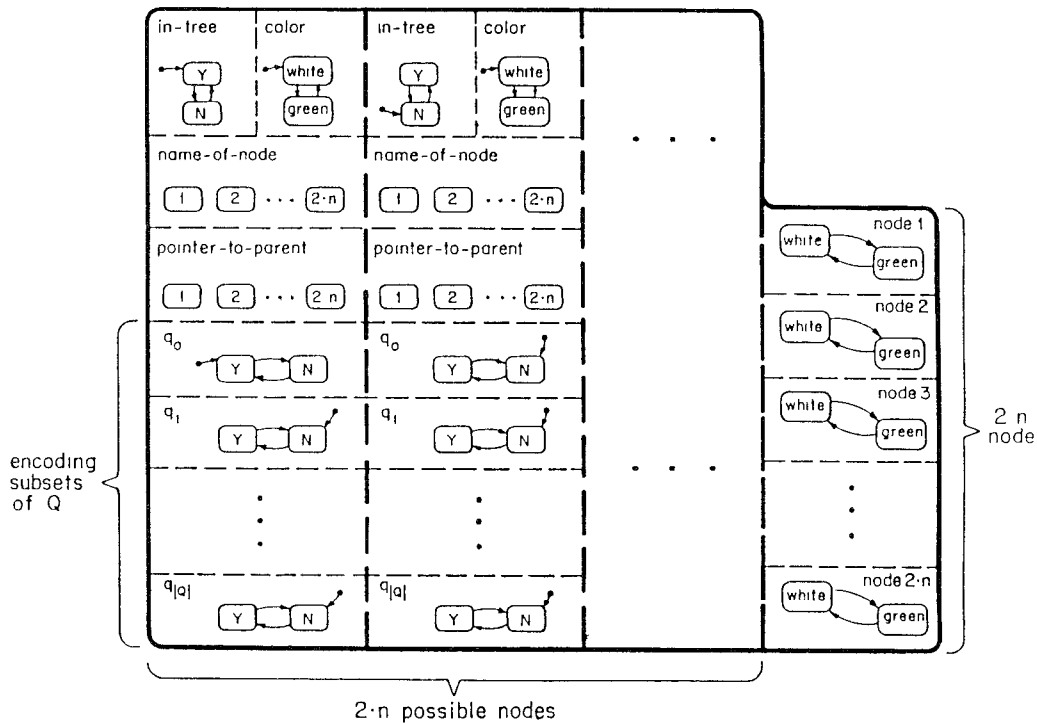 in-tree color in-tree color
Y white Y white
N green N green
name-of-node name-of-node
1 2 ... 2·n 1 2 ... 2·n
pointer-to-parent pointer-to-parent
1 2 ... 2·n 1 2 ... 2·n
q₀ q₀
Y N Y N
q₁ q₁
Y N Y N
q|Q| q|Q|
Y N Y N
node 1
white
green
node 2
white
green
node 3
white
green
node 2·n
white
green
encoding
subsets
of Q
2 n
node
2·n possible nodes